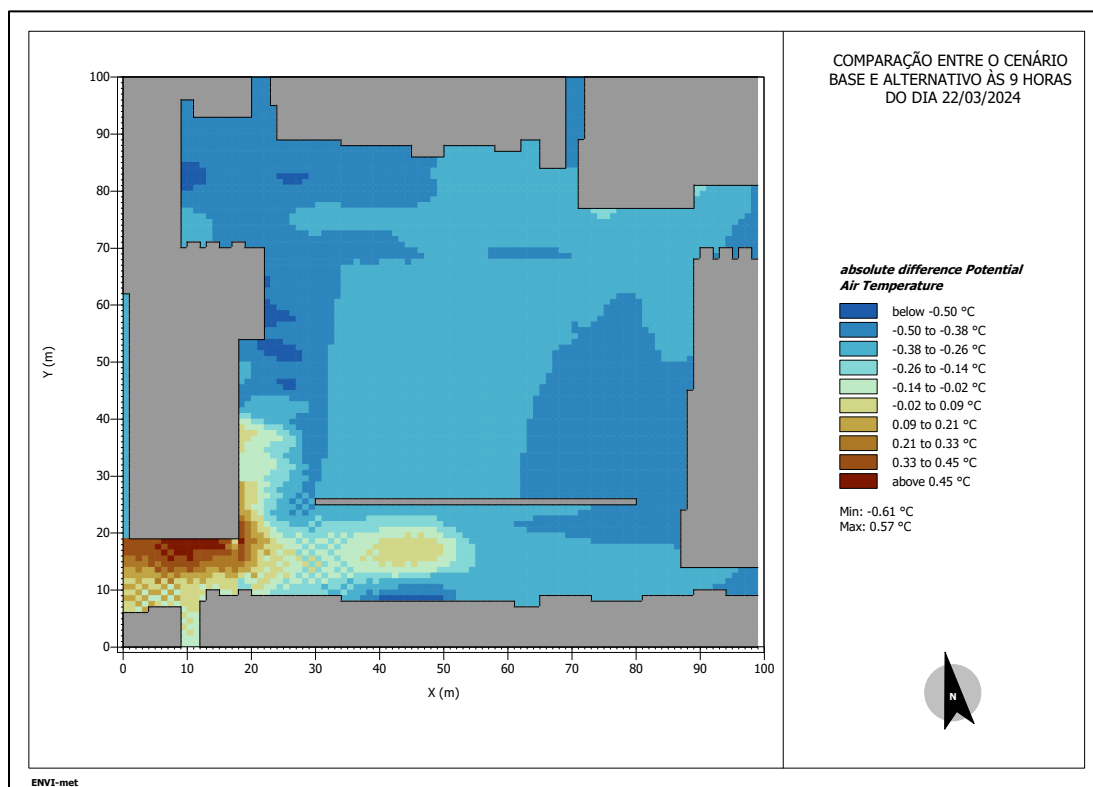 COMPARAÇÃO ENTRE O CENÁRIO
BASE E ALTERNATIVO ÀS 9 HORAS
DO DIA 22/03/2024
100
90
80
70
60
50
40
30
20
10
0
Y (m)
0 10 20 30 40 50 60 70 80 90 100
X (m)
absolute difference Potential
Air Temperature
below -0.50 °C
-0.50 to -0.38 °C
-0.38 to -0.26 °C
-0.26 to -0.14 °C
-0.14 to -0.02 °C
-0.02 to 0.09 °C
0.09 to 0.21 °C
0.21 to 0.33 °C
0.33 to 0.45 °C
above 0.45 °C
Min: -0.61 °C
Max: 0.57 °C
N
ENVI-met